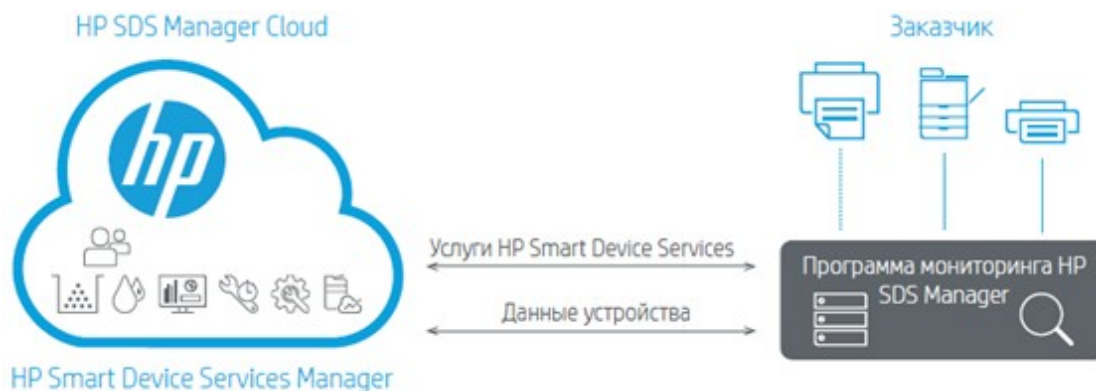 HP SDS Manager Cloud
Заказчик
hp
Услуги HP Smart Device Services
Данные устройства
Программа мониторинга HP
SDS Manager
HP Smart Device Services Manager